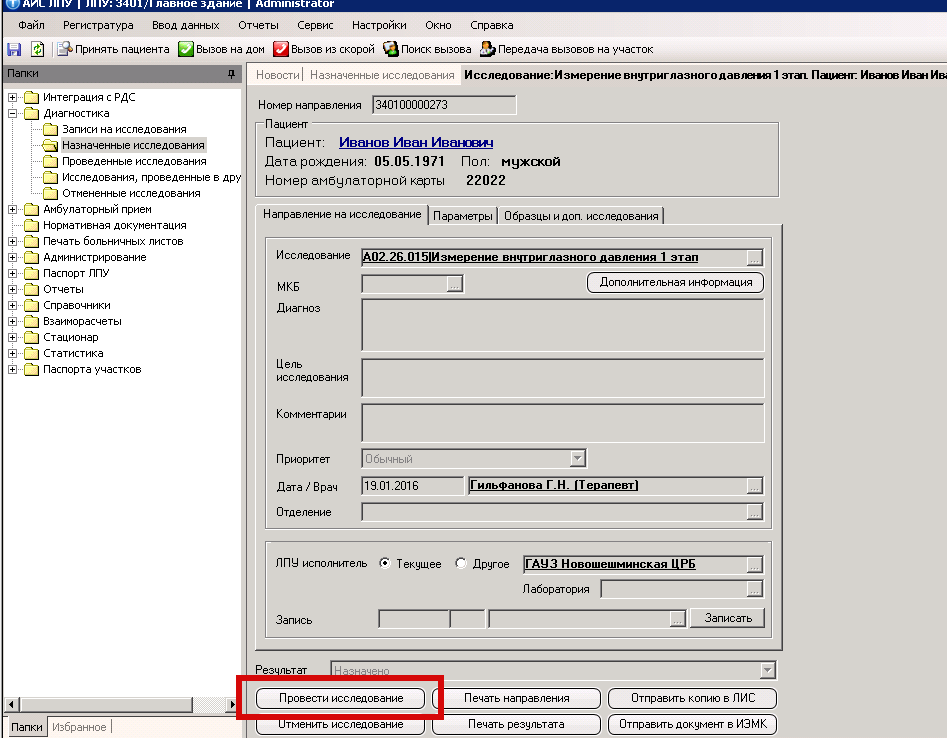 АИС ЛПУ | ЛПУ: 3401/Главное здание | Administrator
Файл Регистратура Ввод данных Отчеты Сервис Настройки Окно Справка
Принять пациента Вызов на дом Вызов из скорой Поиск вызова Передача вызовов на участок
Папки
Интеграция с РДС
Диагностика
Записи на исследования
Назначенные исследования
Проведенные исследования
Исследования, проведенные в дру
Отмененные исследования
Амбулаторный прием
Нормативная документация
Печать больничных листов
Администрирование
Паспорт ЛПУ
Отчеты
Справочники
Взаиморасчеты
Стационар
Статистика
Паспорта участков
Папки Избранное
Новости Назначенные исследования Исследование: Измерение внутриглазного давления 1 этап. Пациент: Иванов Иван Ива
Номер направления 340100000273
Пациент
Пациент: Иванов Иван Иванович
Дата рождения: 05.05.1971 Пол: мужской
Номер амбулаторной карты 22022
Направление на исследование Параметры Образцы и доп. исследования
Исследование A02.26.015|Измерение внутриглазного давления 1 этап ...
МКБ ... Дополнительная информация
Диагноз
Цель
исследования
Комментарии
Приоритет Обычный
Дата / Врач 19.01.2016 Гильфанова Г.Н. (Терапевт) ...
Отделение ...
ЛПУ исполнитель Текущее Другое ГАУЗ Новошешминская ЦРБ ...
Лаборатория ...
Запись ... Записать
Результат Назначено
Провести исследование Печать направления Отправить копию в ЛИС
Отменить исследование Печать результата Отправить документ в ИЭМК